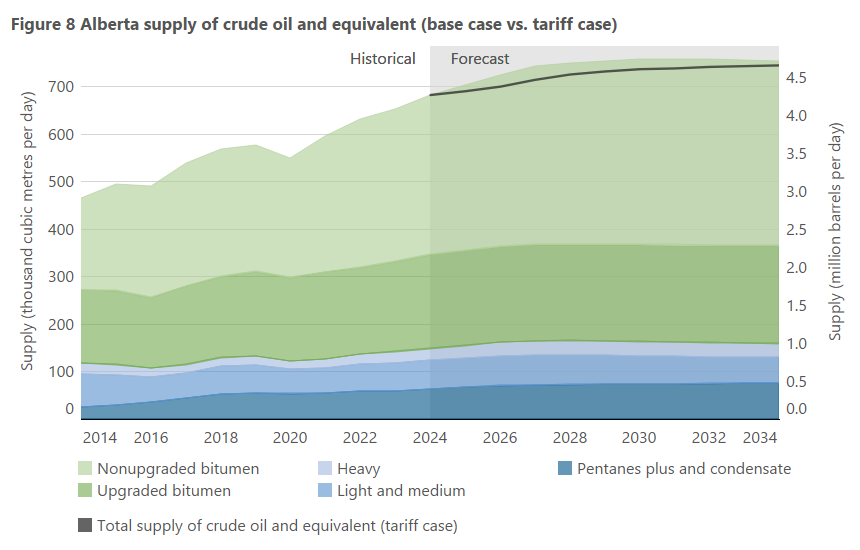 Figure 8 Alberta supply of crude oil and equivalent (base case vs. tariff case)
Historical
Forecast
Supply (thousand cubic metres per day)
700
600
500
400
300
200
100
0
4.5
4.0
3.5
3.0
2.5
2.0
1.5
1.0
0.5
0.0
Supply (million barrels per day)
2014 2016 2018 2020 2022 2024 2026 2028 2030 2032 2034
Nonupgraded bitumen
Heavy
Pentanes plus and condensate
Upgraded bitumen
Light and medium
Total supply of crude oil and equivalent (tariff case)